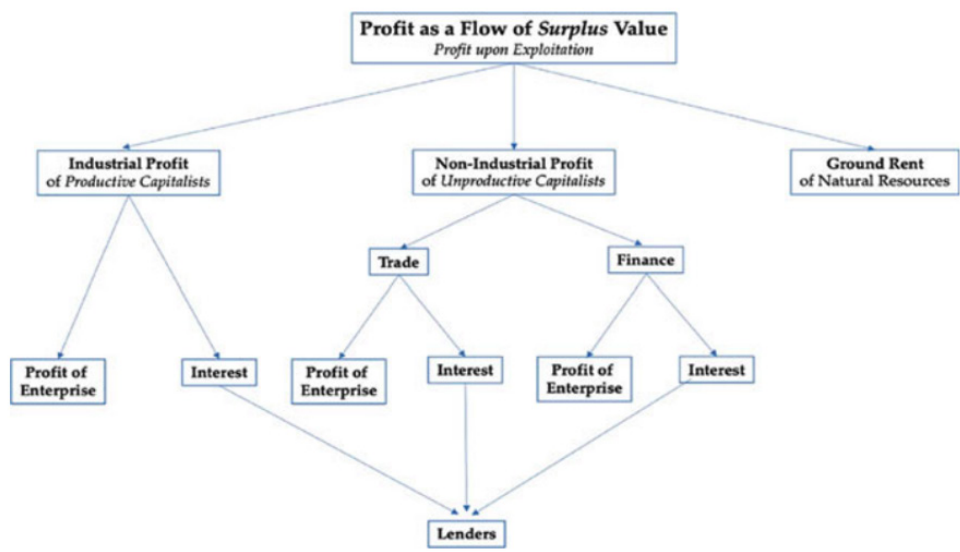 Profit as a Flow of Surplus Value
Profit upon Exploitation
Industrial Profit
of Productive Capitalists
Non-Industrial Profit
of Unproductive Capitalists
Ground Rent
of Natural Resources
Trade
Finance
Profit of
Enterprise
Interest
Profit of
Enterprise
Interest
Profit of
Enterprise
Interest
Lenders